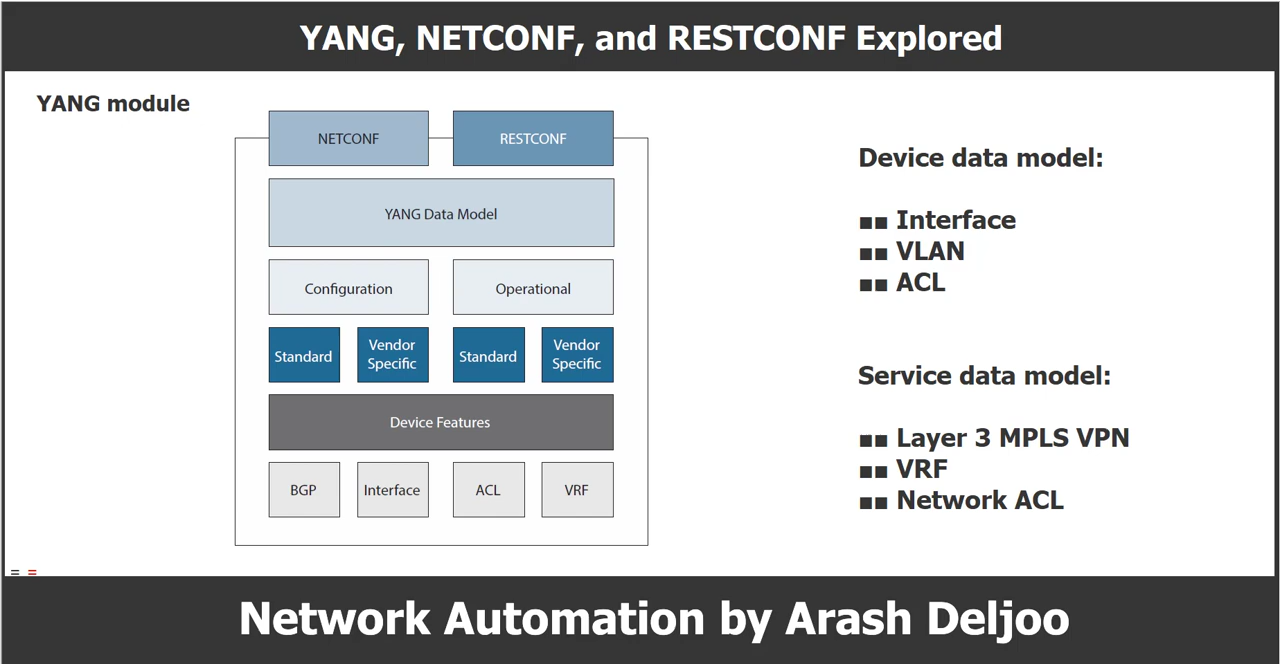 YANG, NETCONF, and RESTCONF Explored
YANG module
NETCONF
RESTCONF
YANG Data Model
Configuration
Operational
Standard
Vendor
Specific
Standard
Vendor
Specific
Device Features
BGP
Interface
ACL
VRF
Device data model:
■■ Interface
■■ VLAN
■■ ACL
Service data model:
■■ Layer 3 MPLS VPN
■■ VRF
■■ Network ACL
= =
Network Automation by Arash Deljoo